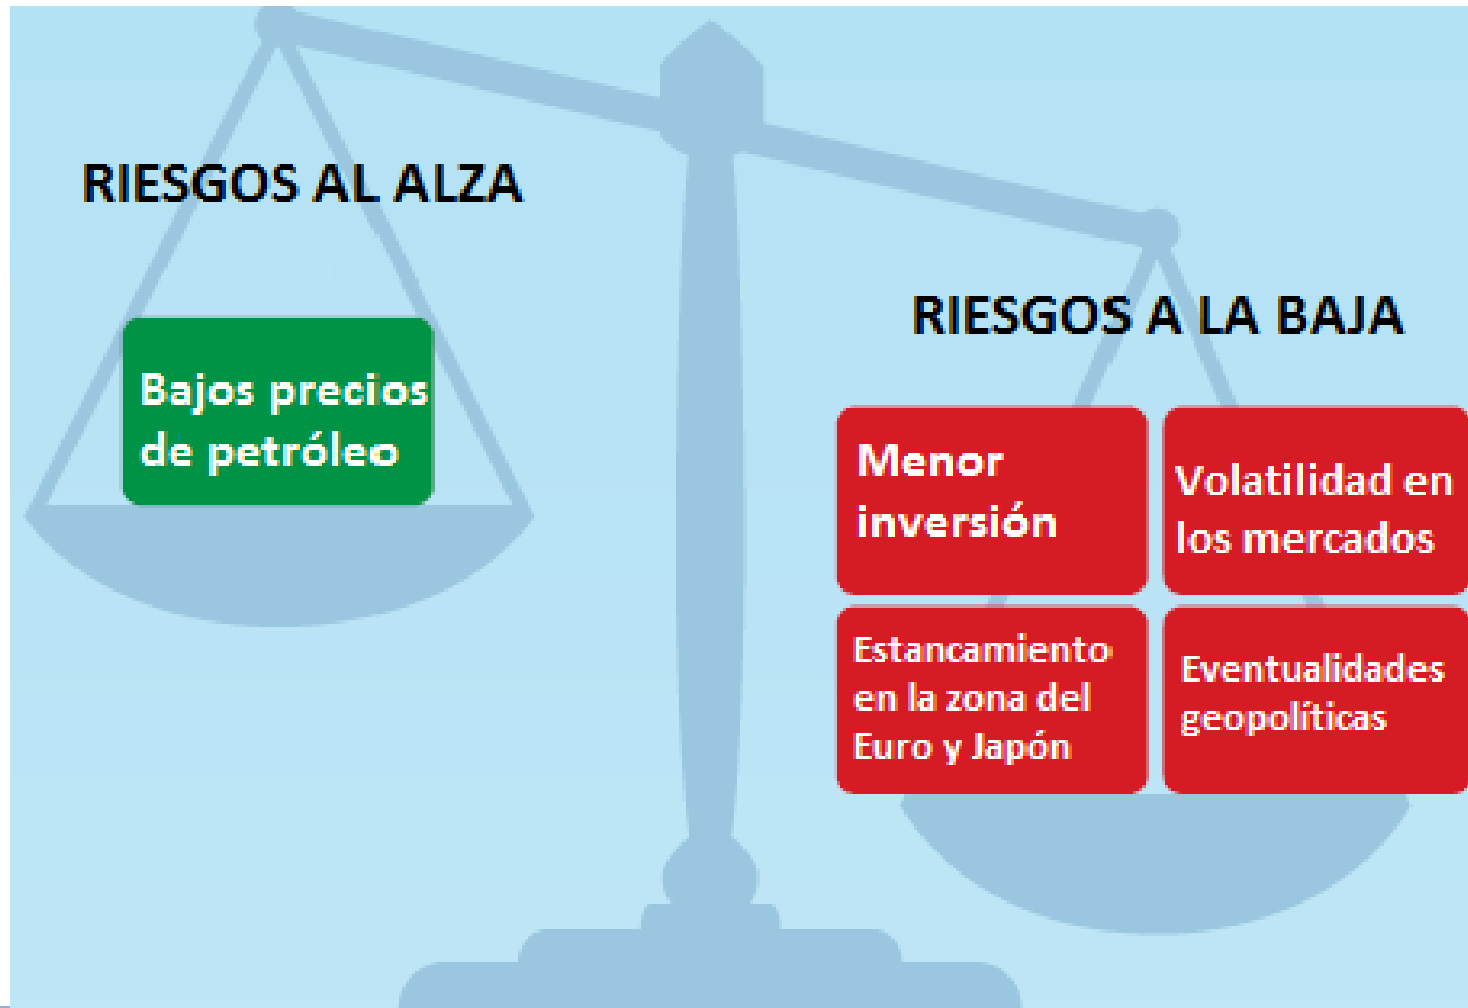 RIESGOS AL ALZA
Bajos precios
de petróleo
RIESGOS A LA BAJA
Menor
inversión
Volatilidad en
los mercados
Estancamiento
en la zona del
Euro y Japón
Eventualidades
geopolíticas